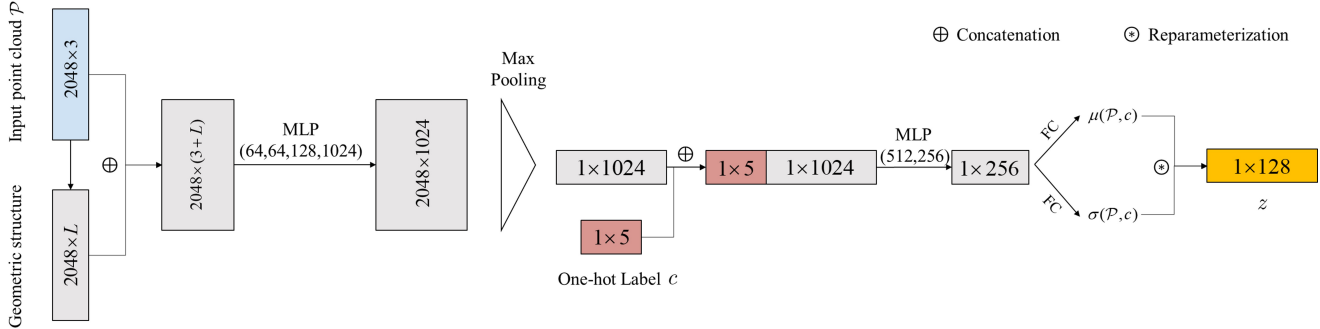 Input point cloud 𝒫
2048×3
Geometric structure
2048×L
⊕
2048×(3+L)
MLP
(64,64,128,1024)
2048×1024
Max
Pooling
1×1024
⊕
1×5
One-hot Label c
1×5
1×1024
MLP
(512,256)
1×256
FC
FC
μ(𝒫,c)
σ(𝒫,c)
⊛
1×128
z
⊕ Concatenation
⊛ Reparameterization